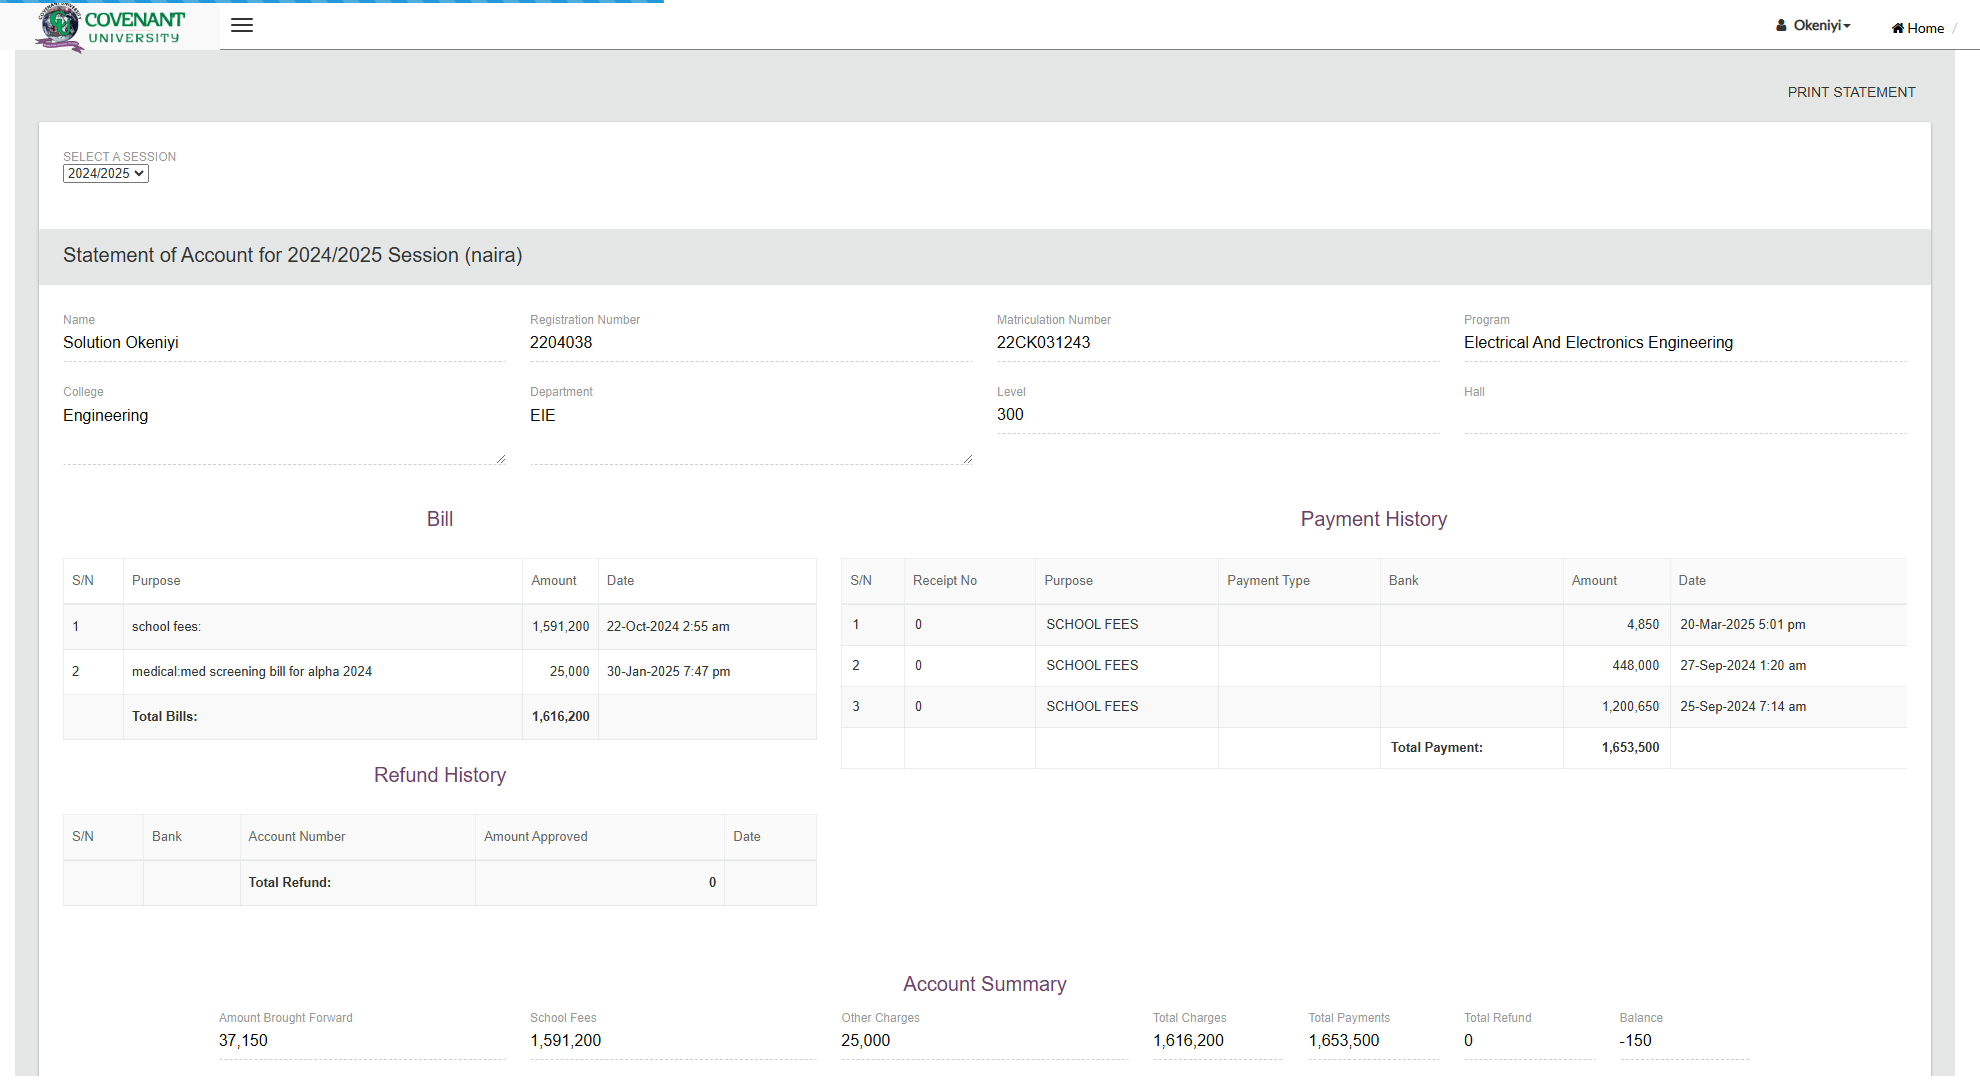 COVENANT
UNIVERSITY
Okeniyi
Home /
PRINT STATEMENT
SELECT A SESSION
2024/2025
Statement of Account for 2024/2025 Session (naira)
Name Registration Number Matriculation Number Program
Solution Okeniyi 2204038 22CK031243 Electrical And Electronics Engineering
College Department Level Hall
Engineering EIE 300
Bill
S/N Purpose Amount Date
1 school fees: 1,591,200 22-Oct-2024 2:55 am
2 medical:med screening bill for alpha 2024 25,000 30-Jan-2025 7:47 pm
Total Bills: 1,616,200
Payment History
S/N Receipt No Purpose Payment Type Bank Amount Date
1 0 SCHOOL FEES 4,850 20-Mar-2025 5:01 pm
2 0 SCHOOL FEES 448,000 27-Sep-2024 1:20 am
3 0 SCHOOL FEES 1,200,650 25-Sep-2024 7:14 am
Total Payment: 1,653,500
Refund History
S/N Bank Account Number Amount Approved Date
Total Refund: 0
Account Summary
Amount Brought Forward School Fees Other Charges Total Charges Total Payments Total Refund Balance
37,150 1,591,200 25,000 1,616,200 1,653,500 0 -150